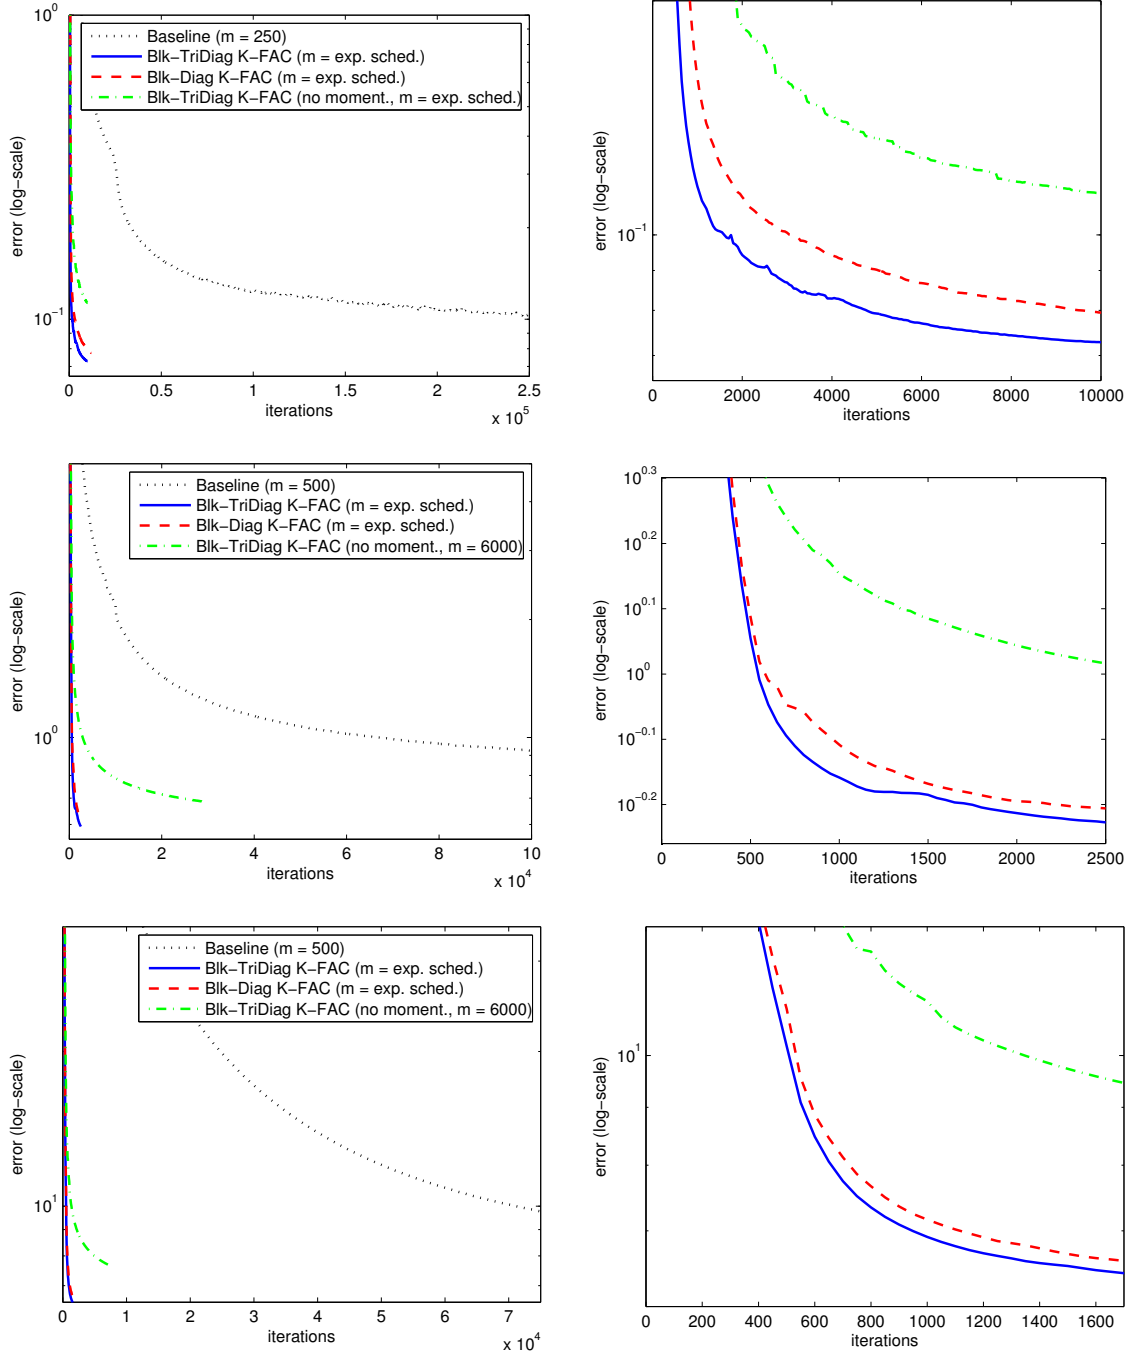 Baseline (m = 250)
Blk−TriDiag K−FAC (m = exp. sched.)
Blk−Diag K−FAC (m = exp. sched.)
Blk−TriDiag K−FAC (no moment., m = exp. sched.)
error (log−scale)
10^0
10^−1
0 0.5 1 1.5 2 2.5
iterations
x 10^5
error (log−scale)
10^−1
0 2000 4000 6000 8000 10000
iterations
Baseline (m = 500)
Blk−TriDiag K−FAC (m = exp. sched.)
Blk−Diag K−FAC (m = exp. sched.)
Blk−TriDiag K−FAC (no moment., m = 6000)
error (log−scale)
10^0
0 2 4 6 8 10
iterations
x 10^4
error (log−scale)
10^0.3
10^0.2
10^0.1
10^0
10^−0.1
10^−0.2
0 500 1000 1500 2000 2500
iterations
Baseline (m = 500)
Blk−TriDiag K−FAC (m = exp. sched.)
Blk−Diag K−FAC (m = exp. sched.)
Blk−TriDiag K−FAC (no moment., m = 6000)
error (log−scale)
10^1
0 1 2 3 4 5 6 7
iterations
x 10^4
error (log−scale)
10^1
0 200 400 600 800 1000 1200 1400 1600
iterations